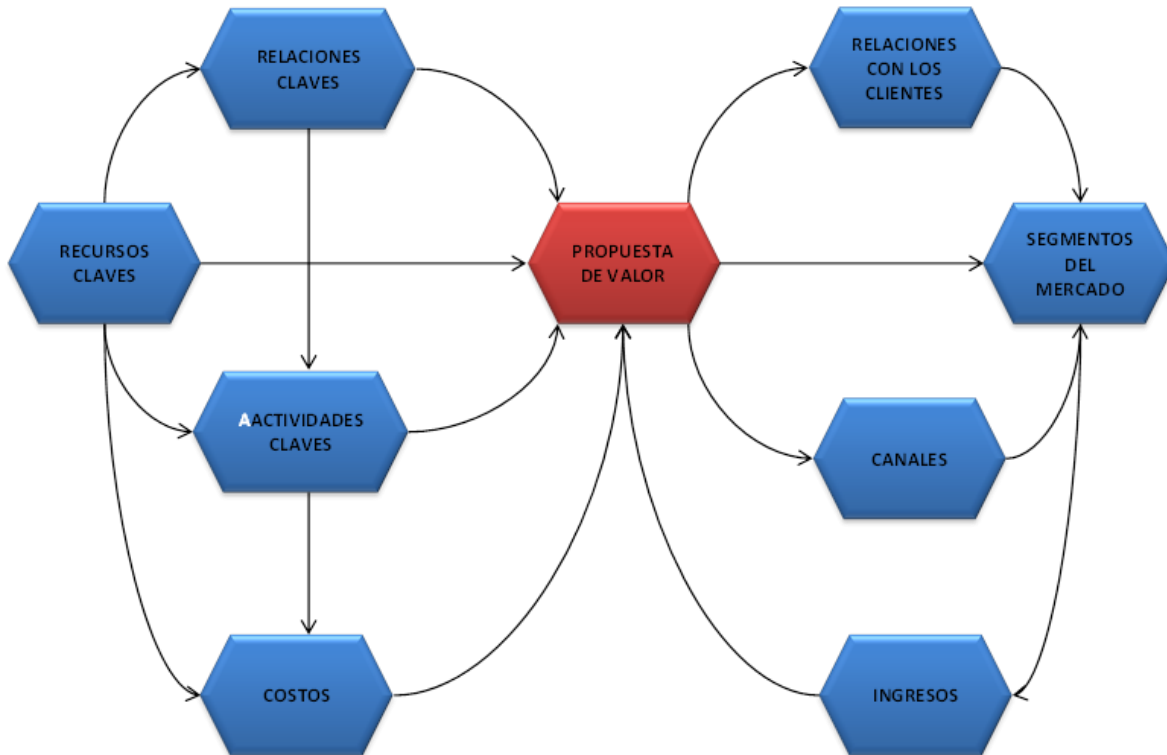 RELACIONES
CLAVES
RELACIONES
CON LOS
CLIENTES
RECURSOS
CLAVES
PROPUESTA
DE VALOR
SEGMENTOS
DEL
MERCADO
AACTIVIDADES
CLAVES
CANALES
COSTOS
INGRESOS